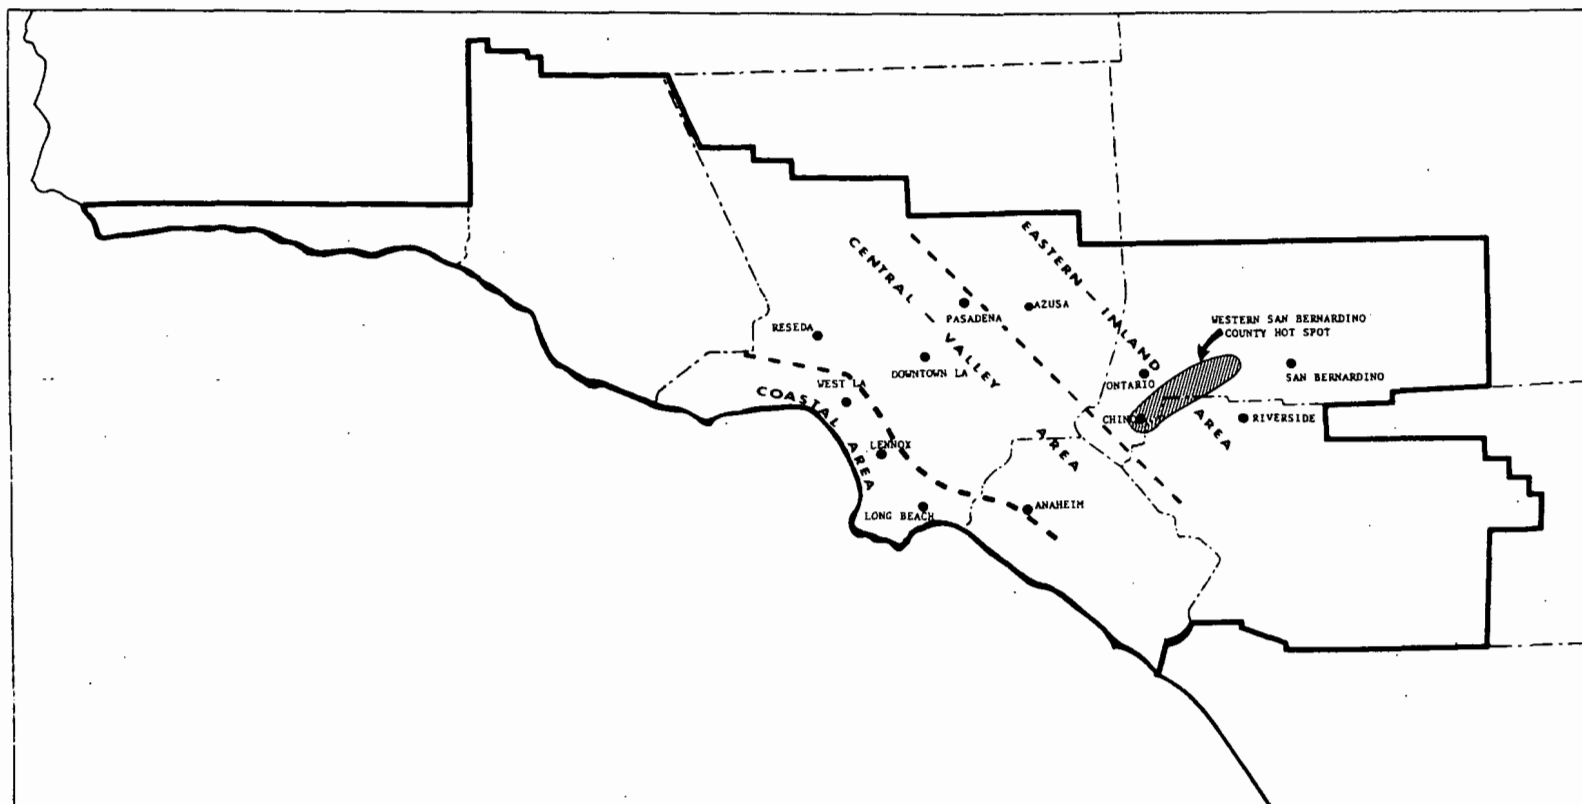 EASTERN - IMLAND
AREA
CENTRAL - VALLEY
AREA
PASADENA
AZUSA
RESEDA
WESTERN SAN BERNARDINO
COUNTY HOT SPOT
DOWNTOWN LA
ONTARIO
SAN BERNARDINO
WEST LA
COASTAL AREA
CHINO
RIVERSIDE
LENNOX
LONG BEACH
ANAHEIM